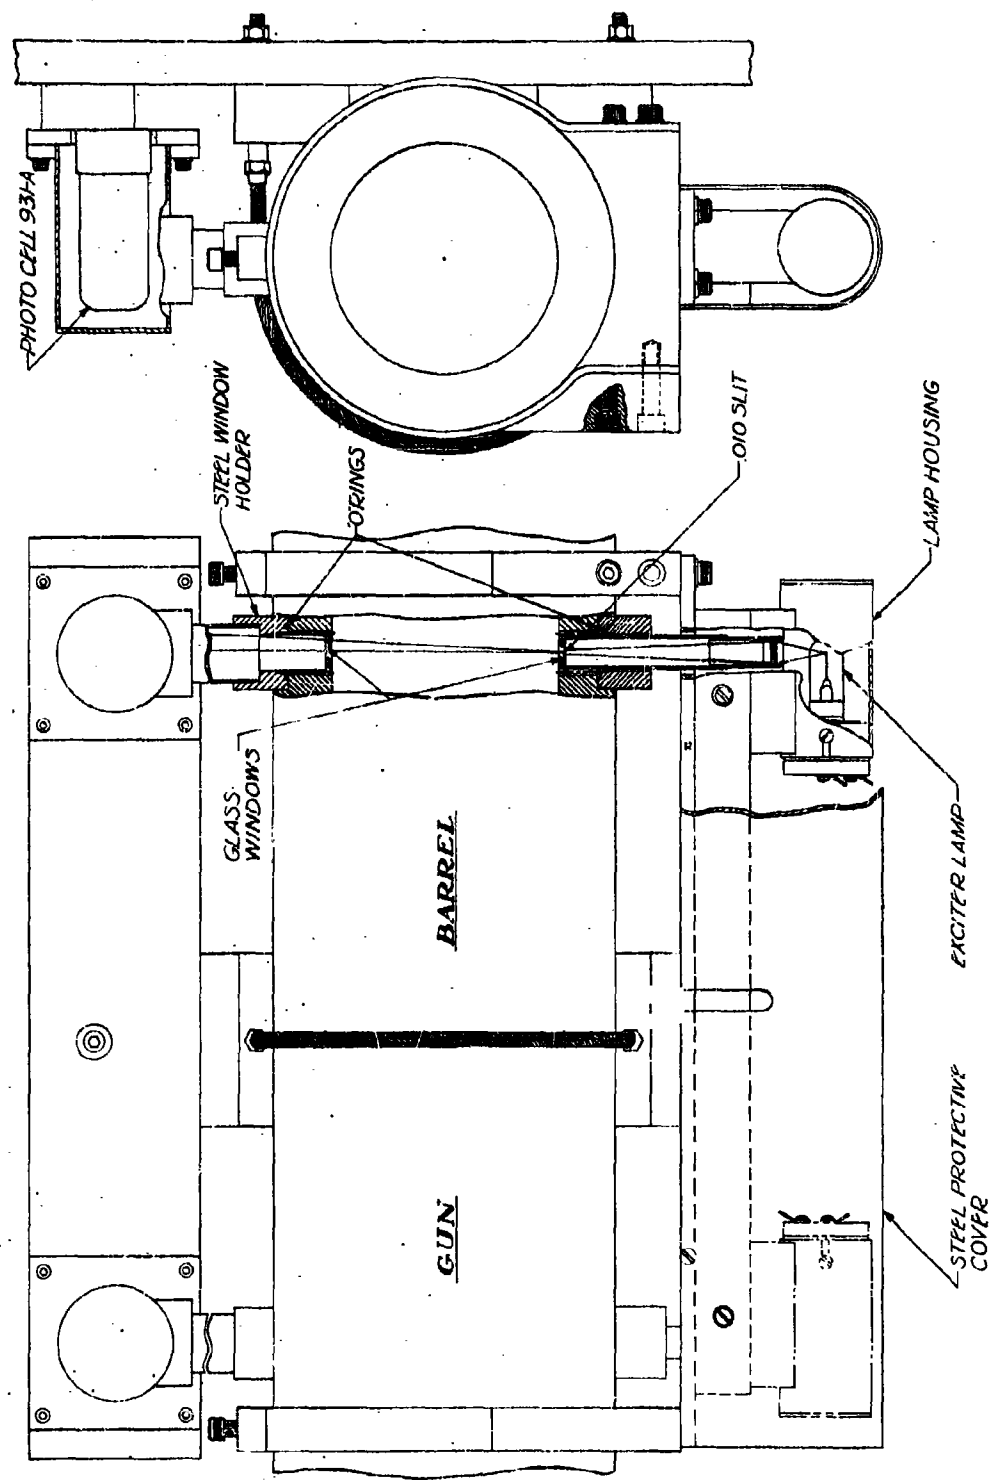 PHOTO CELL 931-A
STEEL WINDOW
HOLDER
O'RINGS
.010 SLIT
LAMP HOUSING
GLASS
WINDOWS
BARREL
EXCITER LAMP
GUN
STEEL PROTECTIVE
COVER